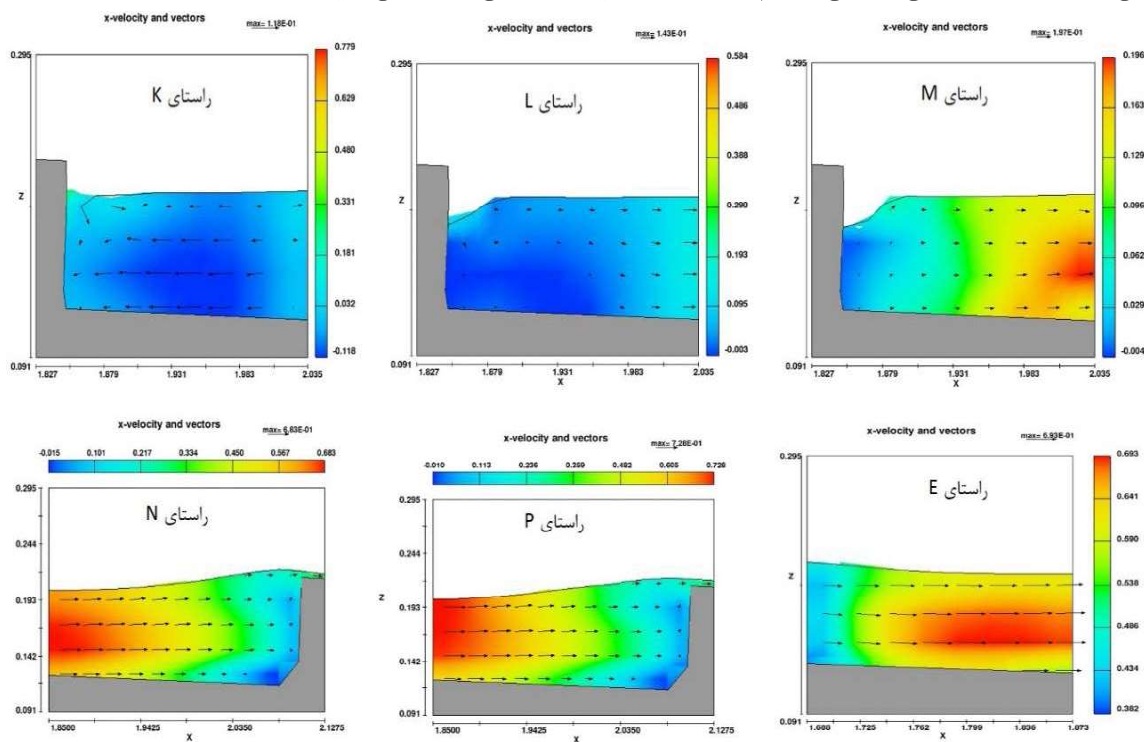 x-velocity and vectors
max= 1.18E-01
راستای K
0.295
Z
0.091
1.827 1.879 1.931 1.983 2.035
X
0.779
0.629
0.480
0.331
0.181
0.032
-0.118
x-velocity and vectors
max= 1.43E-01
راستای L
0.295
Z
0.091
1.827 1.879 1.931 1.983 2.035
X
0.584
0.486
0.388
0.290
0.193
0.095
-0.003
x-velocity and vectors
max= 1.97E-01
راستای M
0.295
Z
0.091
1.827 1.879 1.931 1.983 2.035
X
0.196
0.163
0.129
0.096
0.062
0.029
-0.004
x-velocity and vectors
max= 6.83E-01
-0.015 0.101 0.217 0.334 0.450 0.567 0.683
راستای N
0.295
0.244
0.193
0.142
0.091
1.8500 1.9425 2.0350 2.1275
X
x-velocity and vectors
max= 7.26E-01
-0.010 0.113 0.236 0.482 0.605 0.726
راستای P
0.295
0.244
0.193
Z
0.142
0.091
1.8500 1.9425 2.0350 2.1275
X
x-velocity and vectors
max= 6.93E-01
راستای E
0.295
Z
0.091
1.725 1.762 1.799
X
0.693
0.641
0.590
0.538
0.486
0.434
0.382